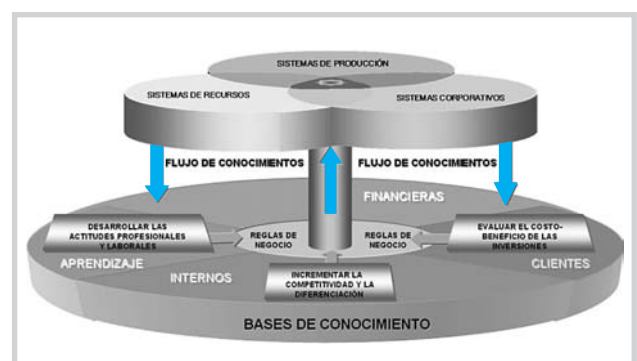 SISTEMAS DE PRODUCCIÓN
SISTEMAS DE RECURSOS
SISTEMAS CORPORATIVOS
FLUJO DE CONOCIMIENTOS
FLUJO DE CONOCIMIENTOS
FINANCIERAS
DESARROLLAR LAS
ACTITUDES PROFESIONALES
Y LABORALES
REGLAS DE
NEGOCIO
REGLAS DE
NEGOCIO
EVALUAR EL COSTO-
BENEFICIO DE LAS
INVERSIONES
APRENDIZAJE
INTERNOS
INCREMENTAR LA
COMPETITIVIDAD Y LA
DIFERENCIACIÓN
CLIENTES
BASES DE CONOCIMIENTO